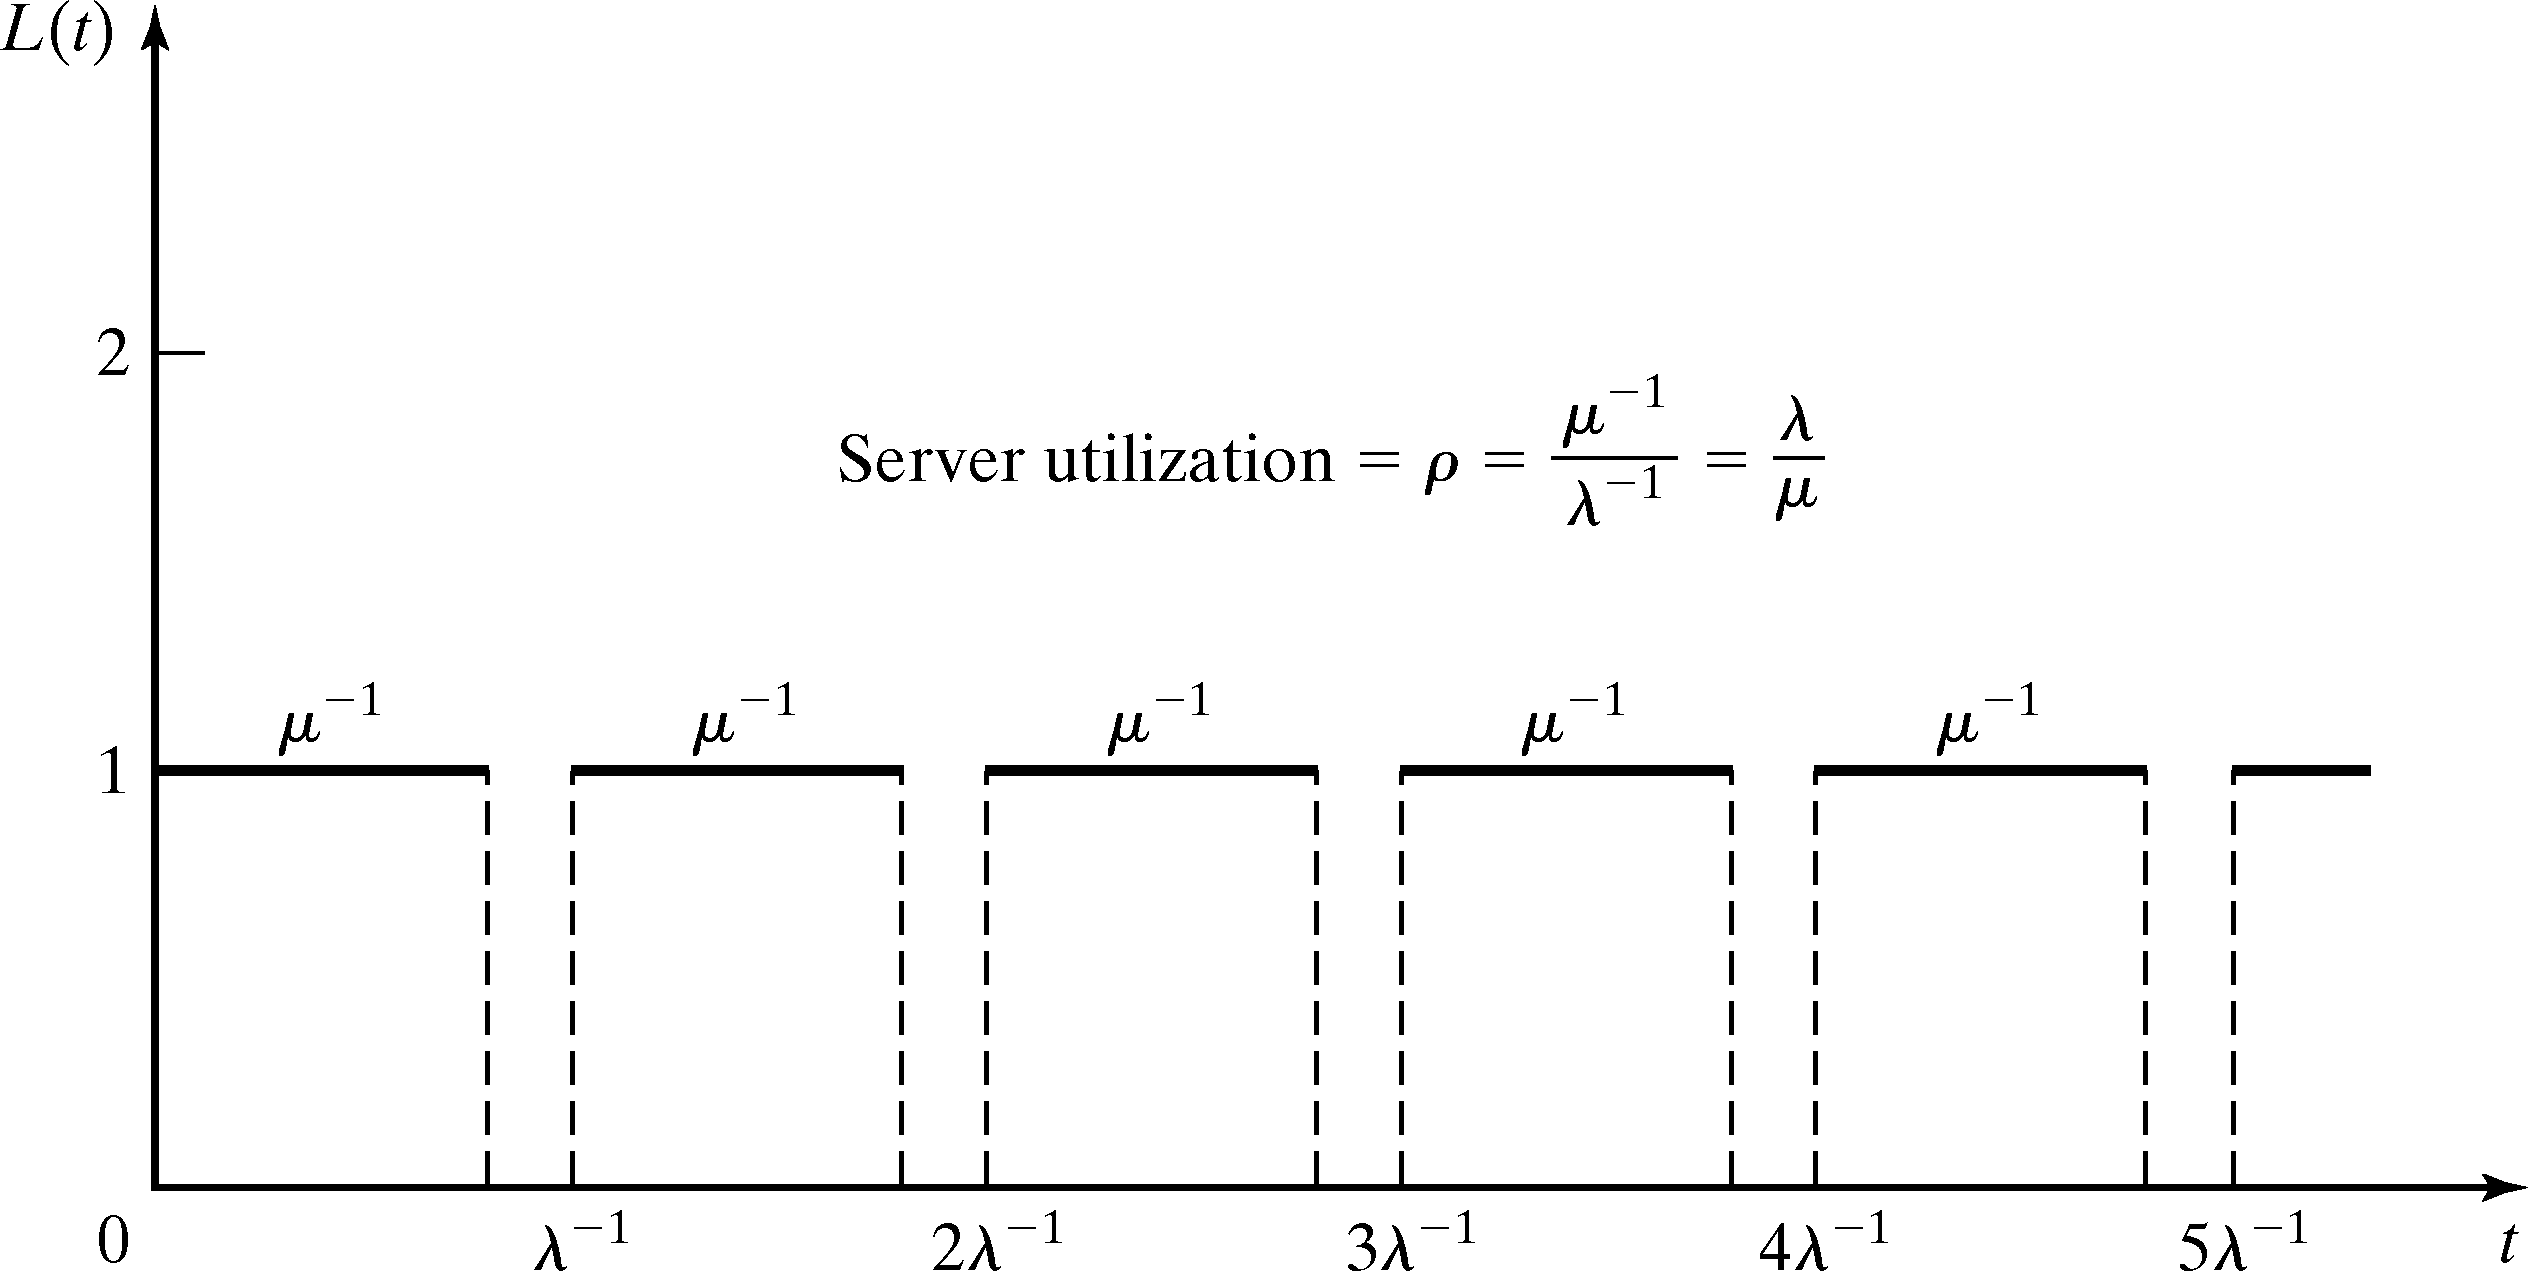 L(t)
2
Server utilization = ρ = μ⁻¹/λ⁻¹ = λ/μ
μ⁻¹ μ⁻¹ μ⁻¹ μ⁻¹ μ⁻¹
1
0 λ⁻¹ 2λ⁻¹ 3λ⁻¹ 4λ⁻¹ 5λ⁻¹ t